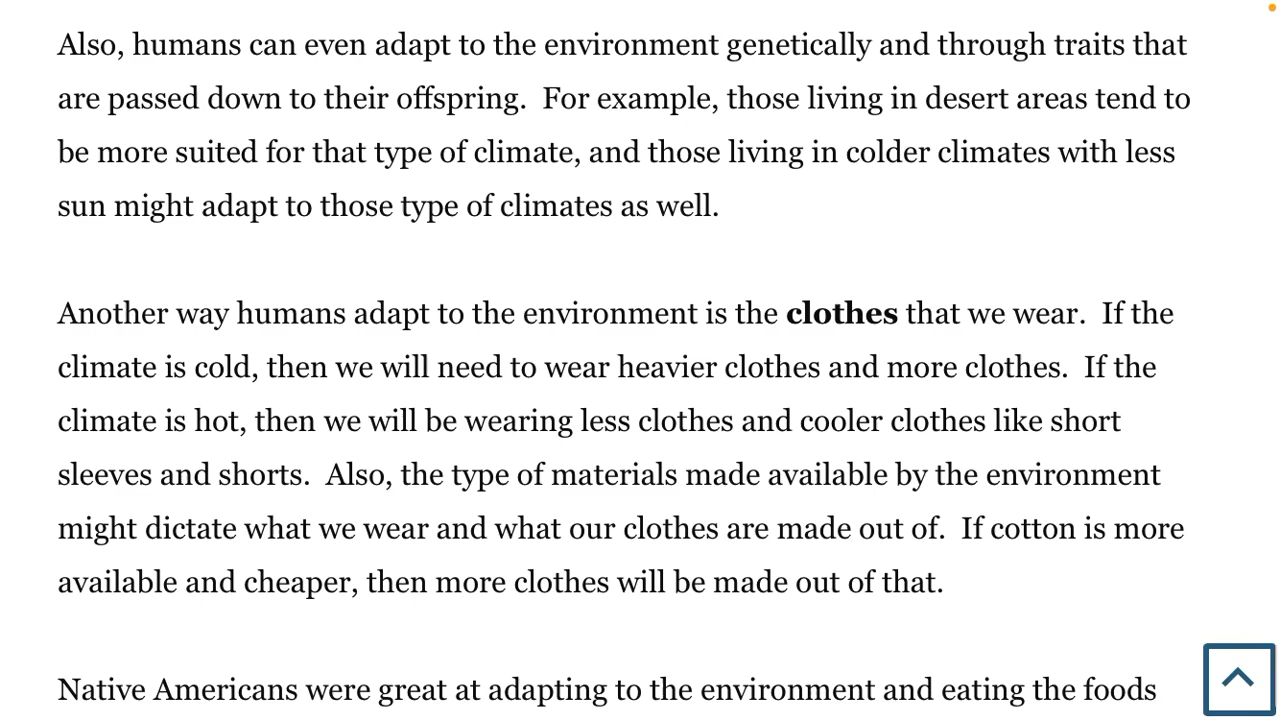 Also, humans can even adapt to the environment genetically and through traits that
are passed down to their offspring.  For example, those living in desert areas tend to
be more suited for that type of climate, and those living in colder climates with less
sun might adapt to those type of climates as well.
Another way humans adapt to the environment is the clothes that we wear.  If the
climate is cold, then we will need to wear heavier clothes and more clothes.  If the
climate is hot, then we will be wearing less clothes and cooler clothes like short
sleeves and shorts.  Also, the type of materials made available by the environment
might dictate what we wear and what our clothes are made out of.  If cotton is more
available and cheaper, then more clothes will be made out of that.
Native Americans were great at adapting to the environment and eating the foods